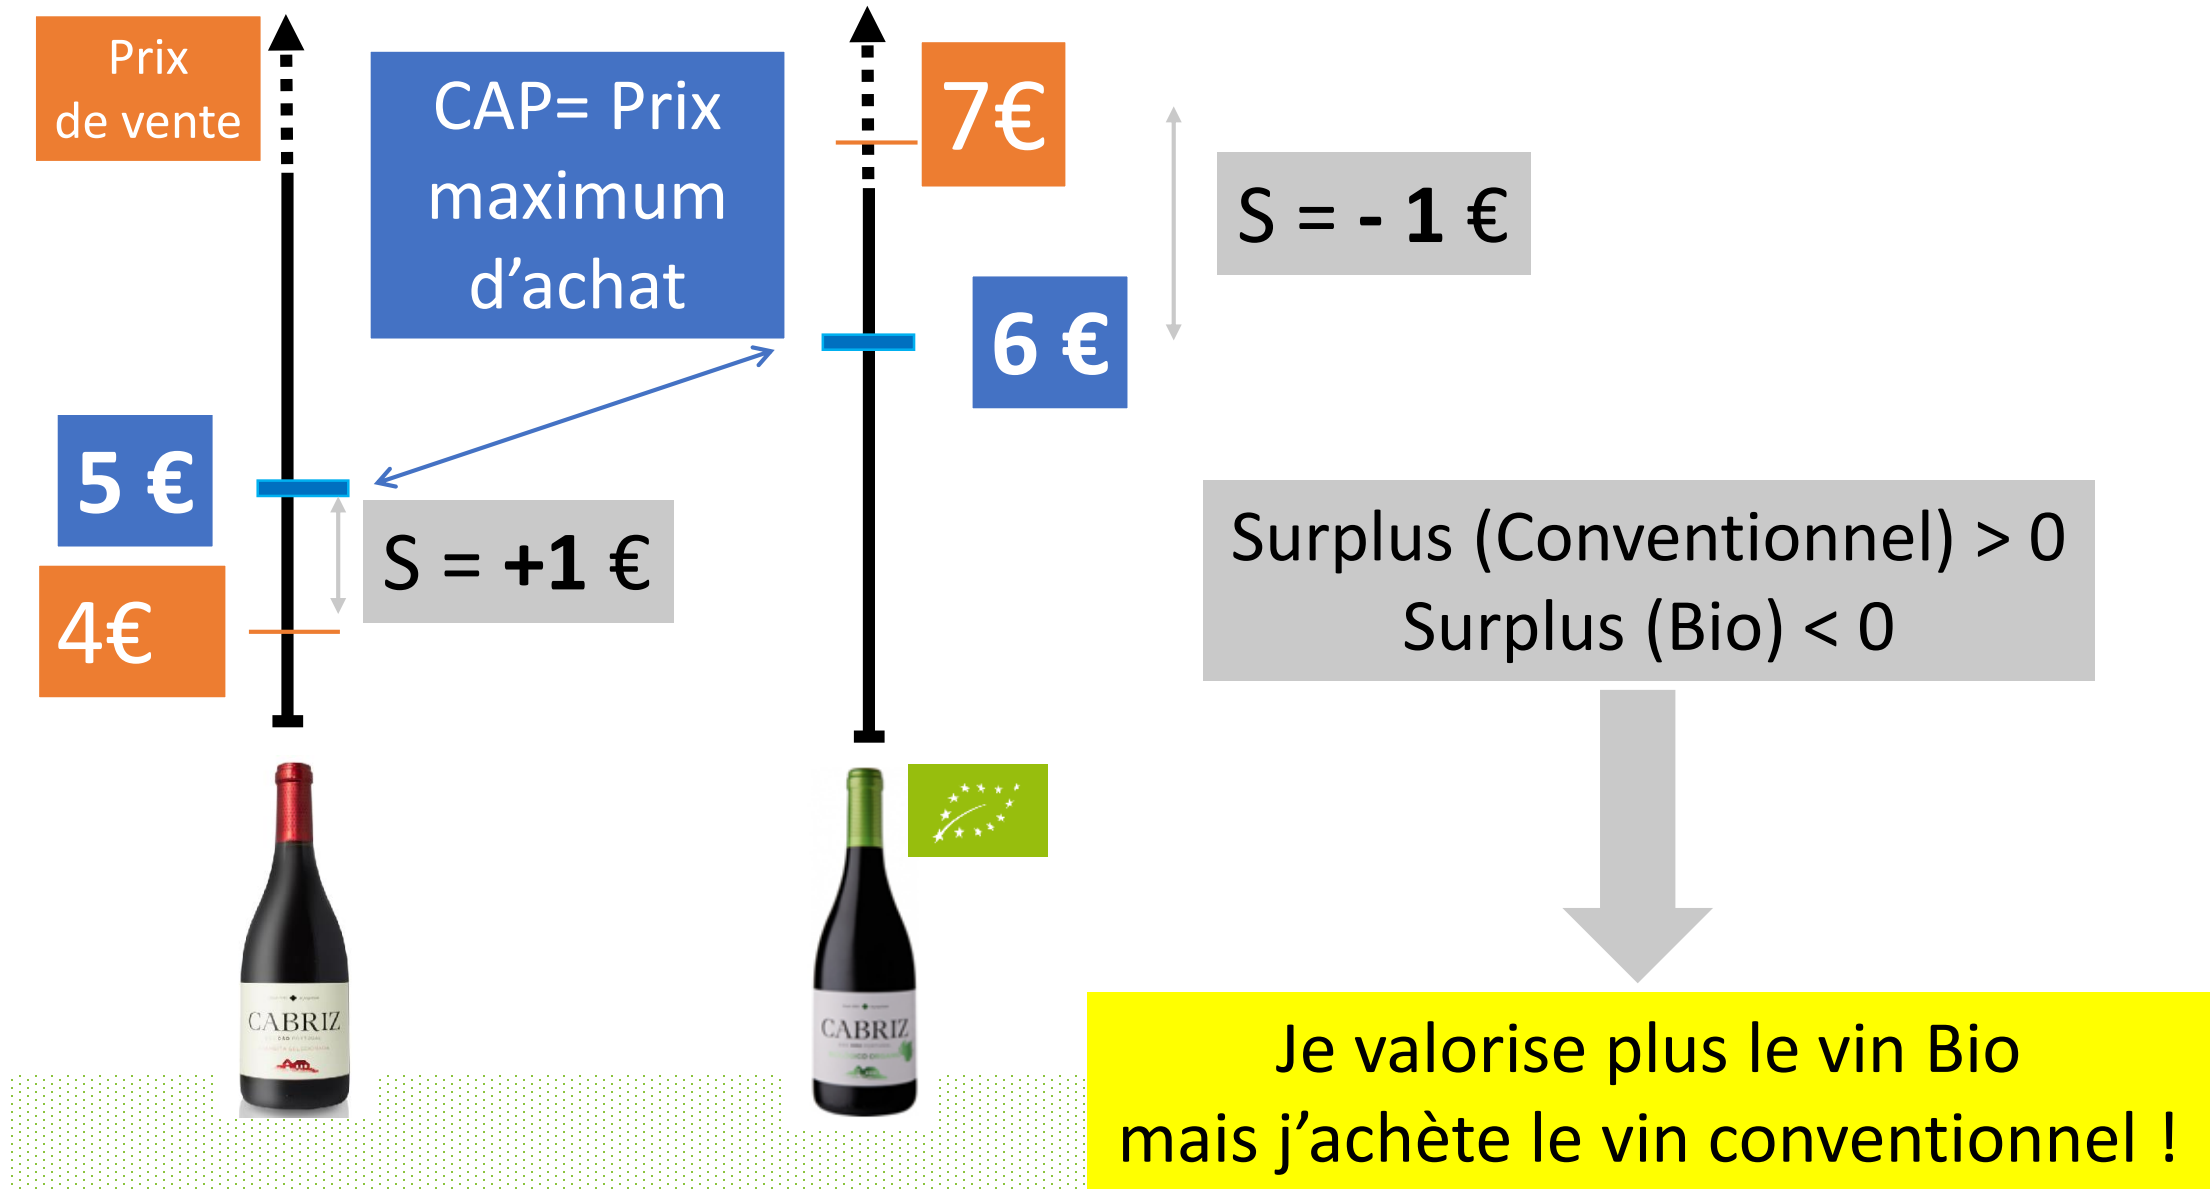 Prix
de vente
CAP= Prix
maximum
d’achat
7€
S = - 1 €
6 €
5 €
S = +1 €
4€
Surplus (Conventionnel) > 0
Surplus (Bio) < 0
CABRIZ
CABRIZ
Je valorise plus le vin Bio
mais j’achète le vin conventionnel !